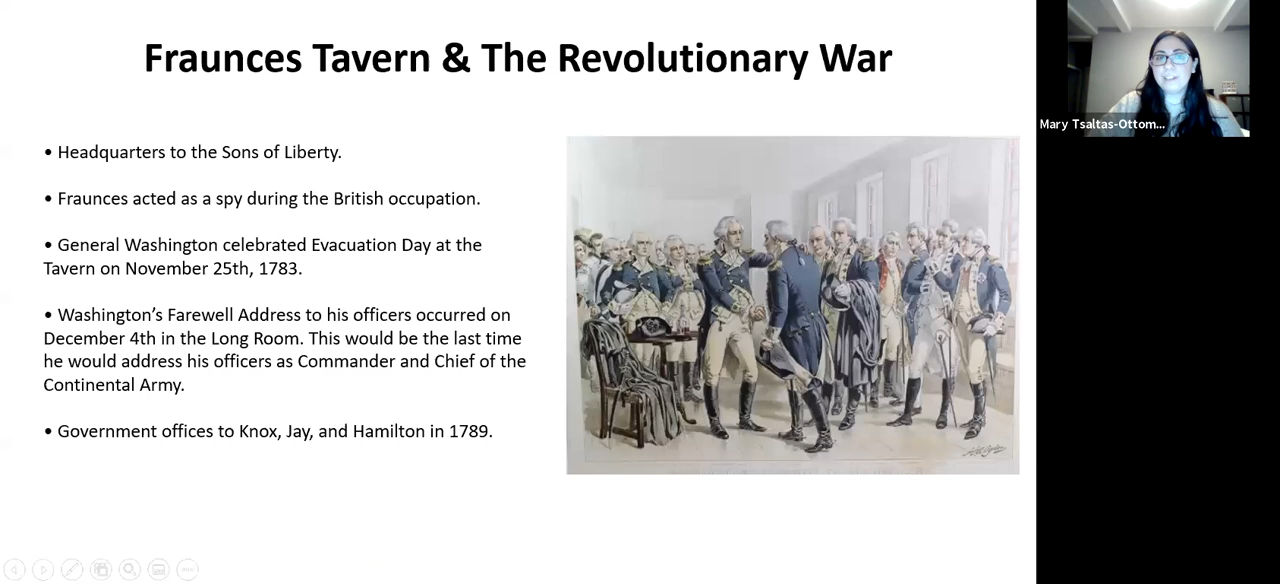 Fraunces Tavern & The Revolutionary War
• Headquarters to the Sons of Liberty.
• Fraunces acted as a spy during the British occupation.
• General Washington celebrated Evacuation Day at the
Tavern on November 25th, 1783.
• Washington’s Farewell Address to his officers occurred on
December 4th in the Long Room. This would be the last time
he would address his officers as Commander and Chief of the
Continental Army.
• Government offices to Knox, Jay, and Hamilton in 1789.
Mary Tsaltas-Ottom...